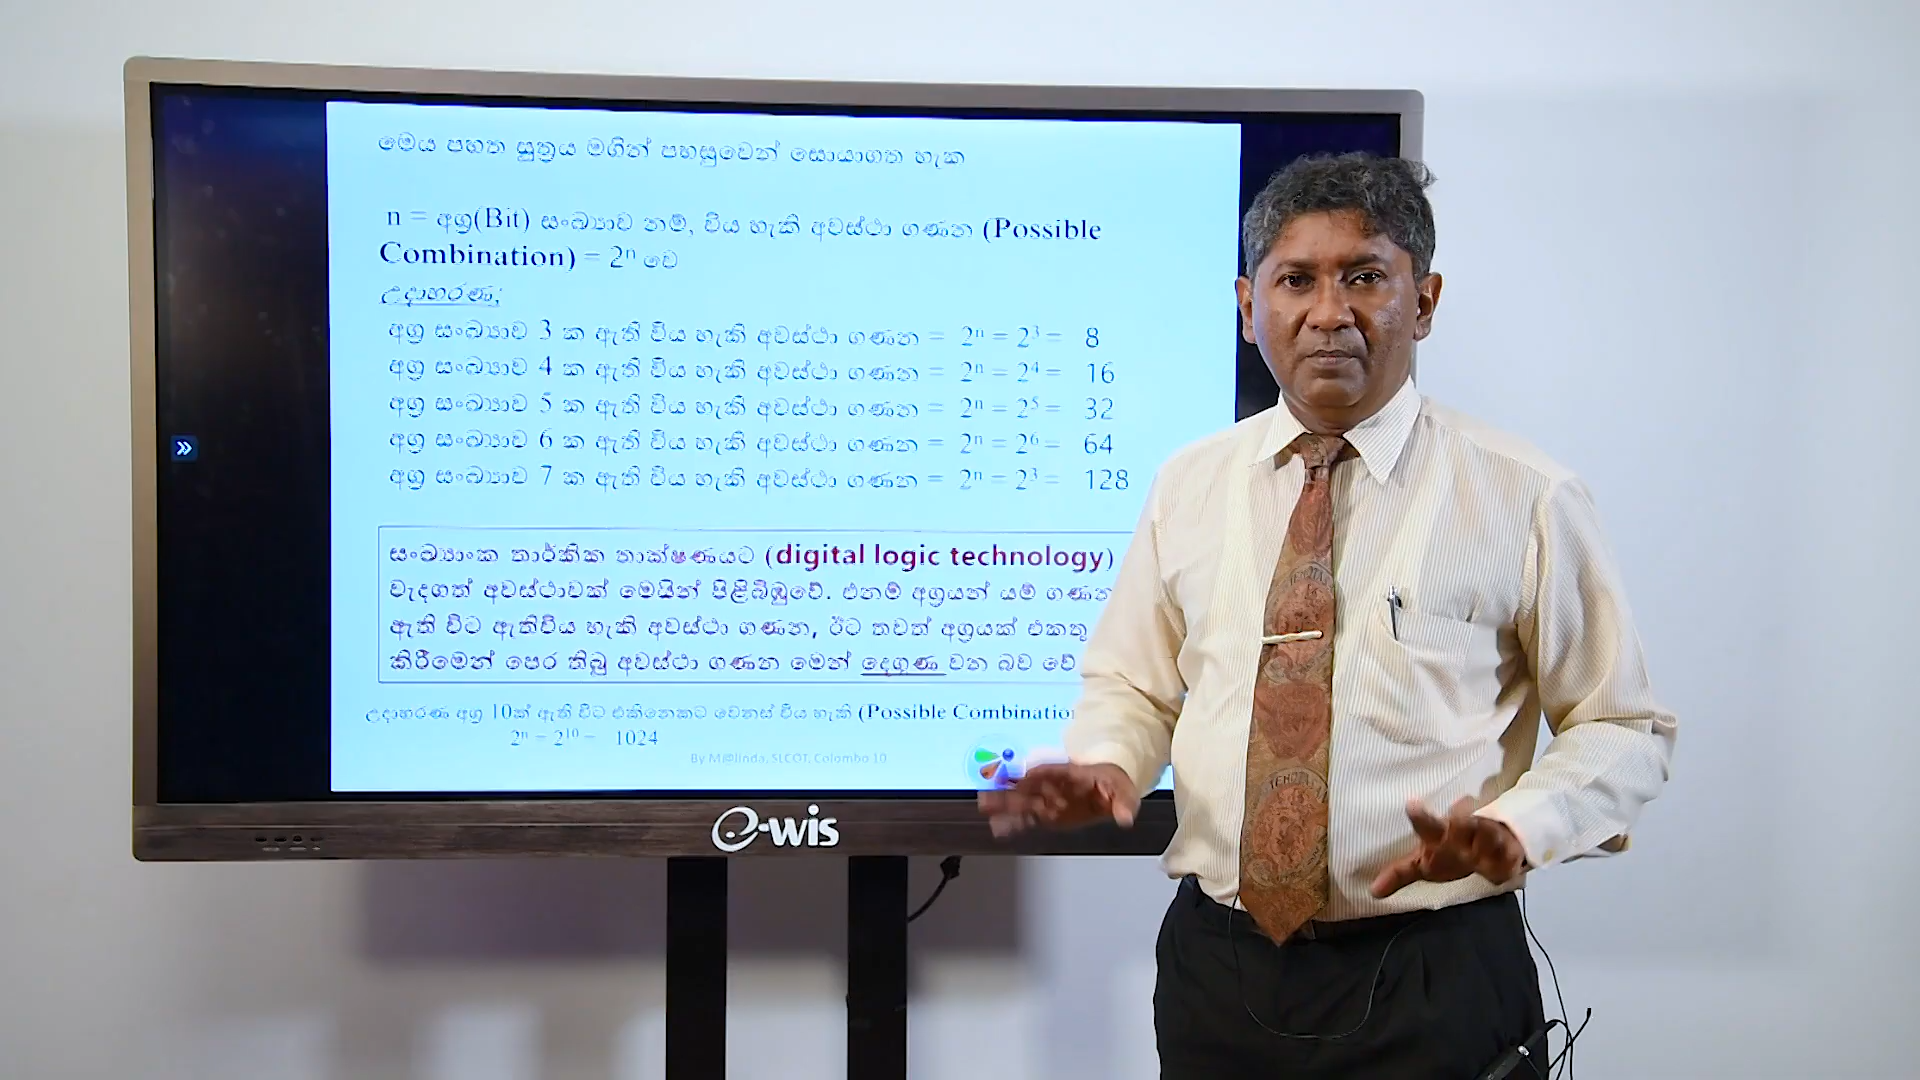 මෙය පහත සුත්‍රය මගින් පහසුවෙන් සොයාගත හැක
n = අග්‍ර(Bit) සංඛ්‍යාව නම්, විය හැකි අවස්ථා ගණන (Possible
Combination) = 2ⁿ වේ
උදාහරණ;
අග්‍ර සංඛ්‍යාව 3 ක ඇති විය හැකි අවස්ථා ගණන = 2ⁿ = 2³ = 8
අග්‍ර සංඛ්‍යාව 4 ක ඇති විය හැකි අවස්ථා ගණන = 2ⁿ = 2⁴ = 16
අග්‍ර සංඛ්‍යාව 5 ක ඇති විය හැකි අවස්ථා ගණන = 2ⁿ = 2⁵ = 32
අග්‍ර සංඛ්‍යාව 6 ක ඇති විය හැකි අවස්ථා ගණන = 2ⁿ = 2⁶ = 64
අග්‍ර සංඛ්‍යාව 7 ක ඇති විය හැකි අවස්ථා ගණන = 2ⁿ = 2³ = 128
සංඛ්‍යාංක තාර්කික තාක්ෂණයට (digital logic technology)
වැදගත් අවස්ථාවක් මෙයින් පිළිබිඹුවේ. එනම් අග්‍රයන් යම් ගණන
ඇති විට ඇතිවිය හැකි අවස්ථා ගණන, ඊට තවත් අග්‍රයක් එකතු
කිරීමෙන් පෙර තිබු අවස්ථා ගණන මෙන් දෙගුණ වන බව වේ
උදාහරණ අග්‍ර 10ක් ඇති විට එකිනෙකට වෙනස් විය හැකි (Possible Combination
2ⁿ = 2¹⁰ = 1024
By M@linda, SLCOT, Colombo 10
e-wis